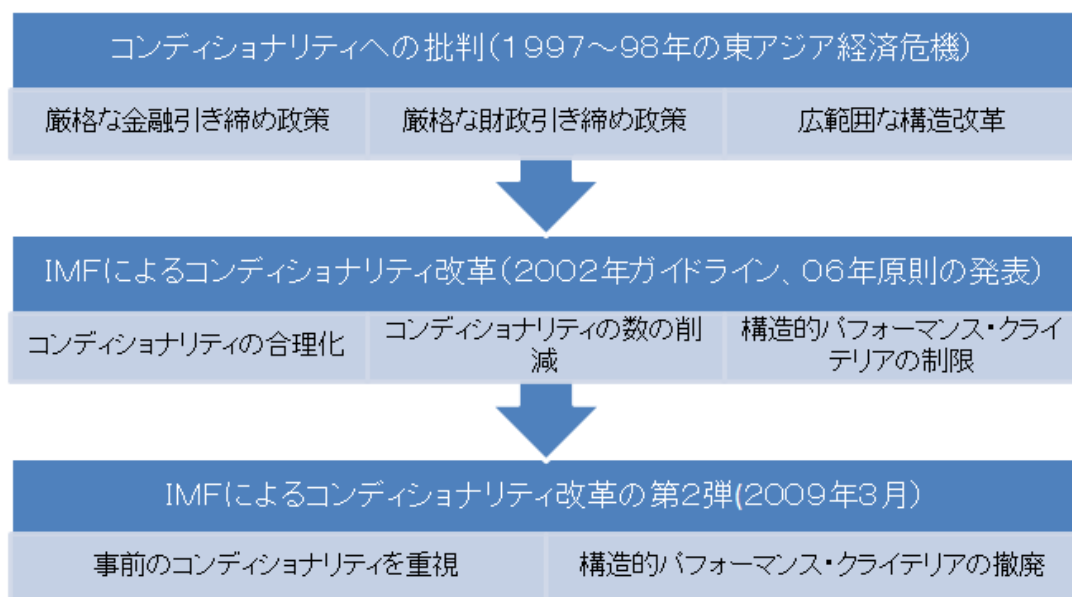 コンディショナリティへの批判(1997~98年の東アジア経済危機)
厳格な金融引き締め政策
厳格な財政引き締め政策
広範囲な構造改革
IMFによるコンディショナリティ改革(2002年ガイドライン、06年原則の発表)
コンディショナリティの合理化
コンディショナリティの数の削
減
構造的パフォーマンス・クライ
テリアの制限
IMFによるコンディショナリティ改革の第2弾(2009年3月)
事前のコンディショナリティを重視
構造的パフォーマンス・クライテリアの撤廃